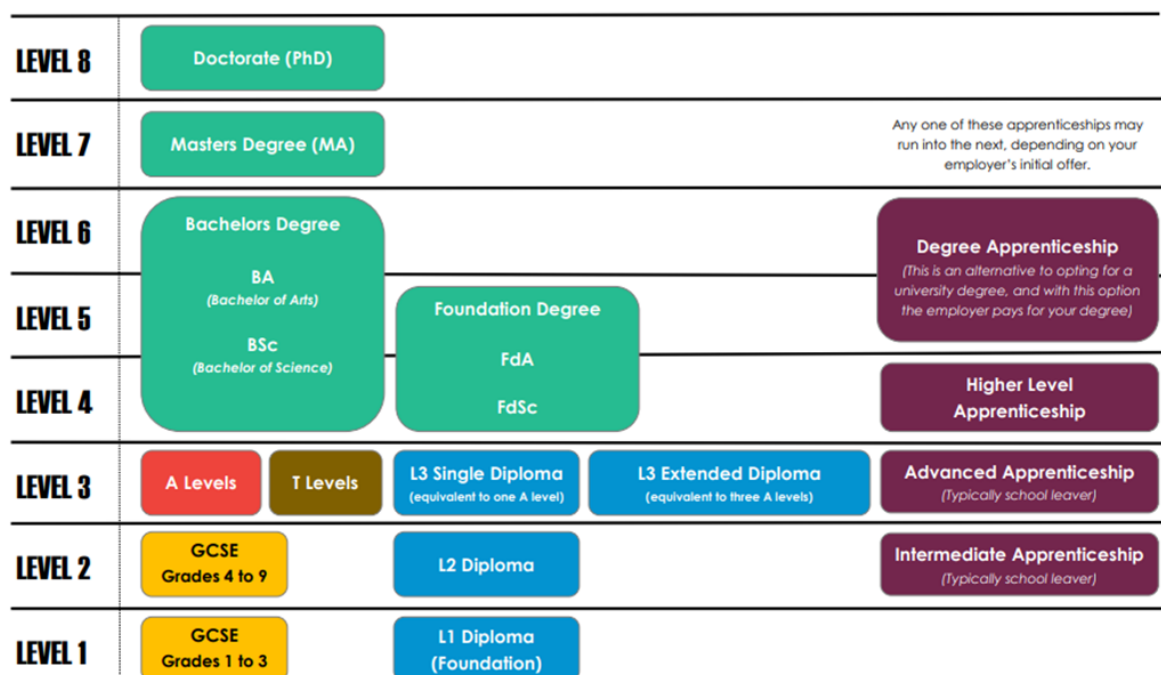 LEVEL 8
Doctorate (PhD)
LEVEL 7
Masters Degree (MA)
Any one of these apprenticeships may
run into the next, depending on your
employer's initial offer.
LEVEL 6
Bachelors Degree
BA
(Bachelor of Arts)
BSc
(Bachelor of Science)
Degree Apprenticeship
(This is an alternative to opting for a
university degree, and with this option
the employer pays for your degree)
LEVEL 5
Foundation Degree
FdA
FdSc
LEVEL 4
Higher Level
Apprenticeship
LEVEL 3
A Levels
T Levels
L3 Single Diploma
(equivalent to one A level)
L3 Extended Diploma
(equivalent to three A levels)
Advanced Apprenticeship
(Typically school leaver)
LEVEL 2
GCSE
Grades 4 to 9
L2 Diploma
Intermediate Apprenticeship
(Typically school leaver)
LEVEL 1
GCSE
Grades 1 to 3
L1 Diploma
(Foundation)